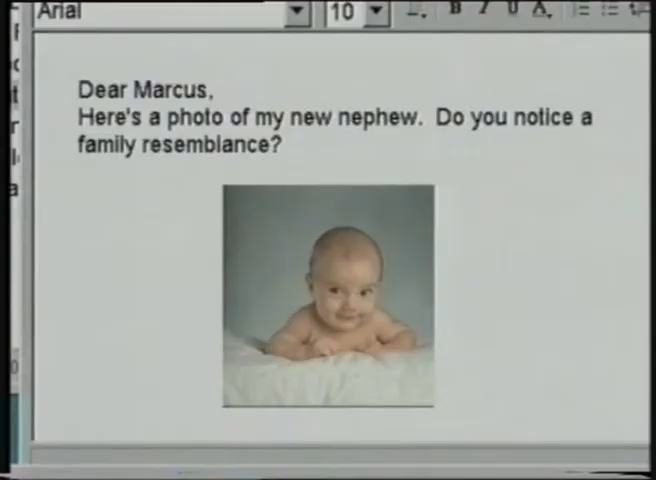 Arial 10 B I U A
Dear Marcus,
Here's a photo of my new nephew.  Do you notice a
family resemblance?